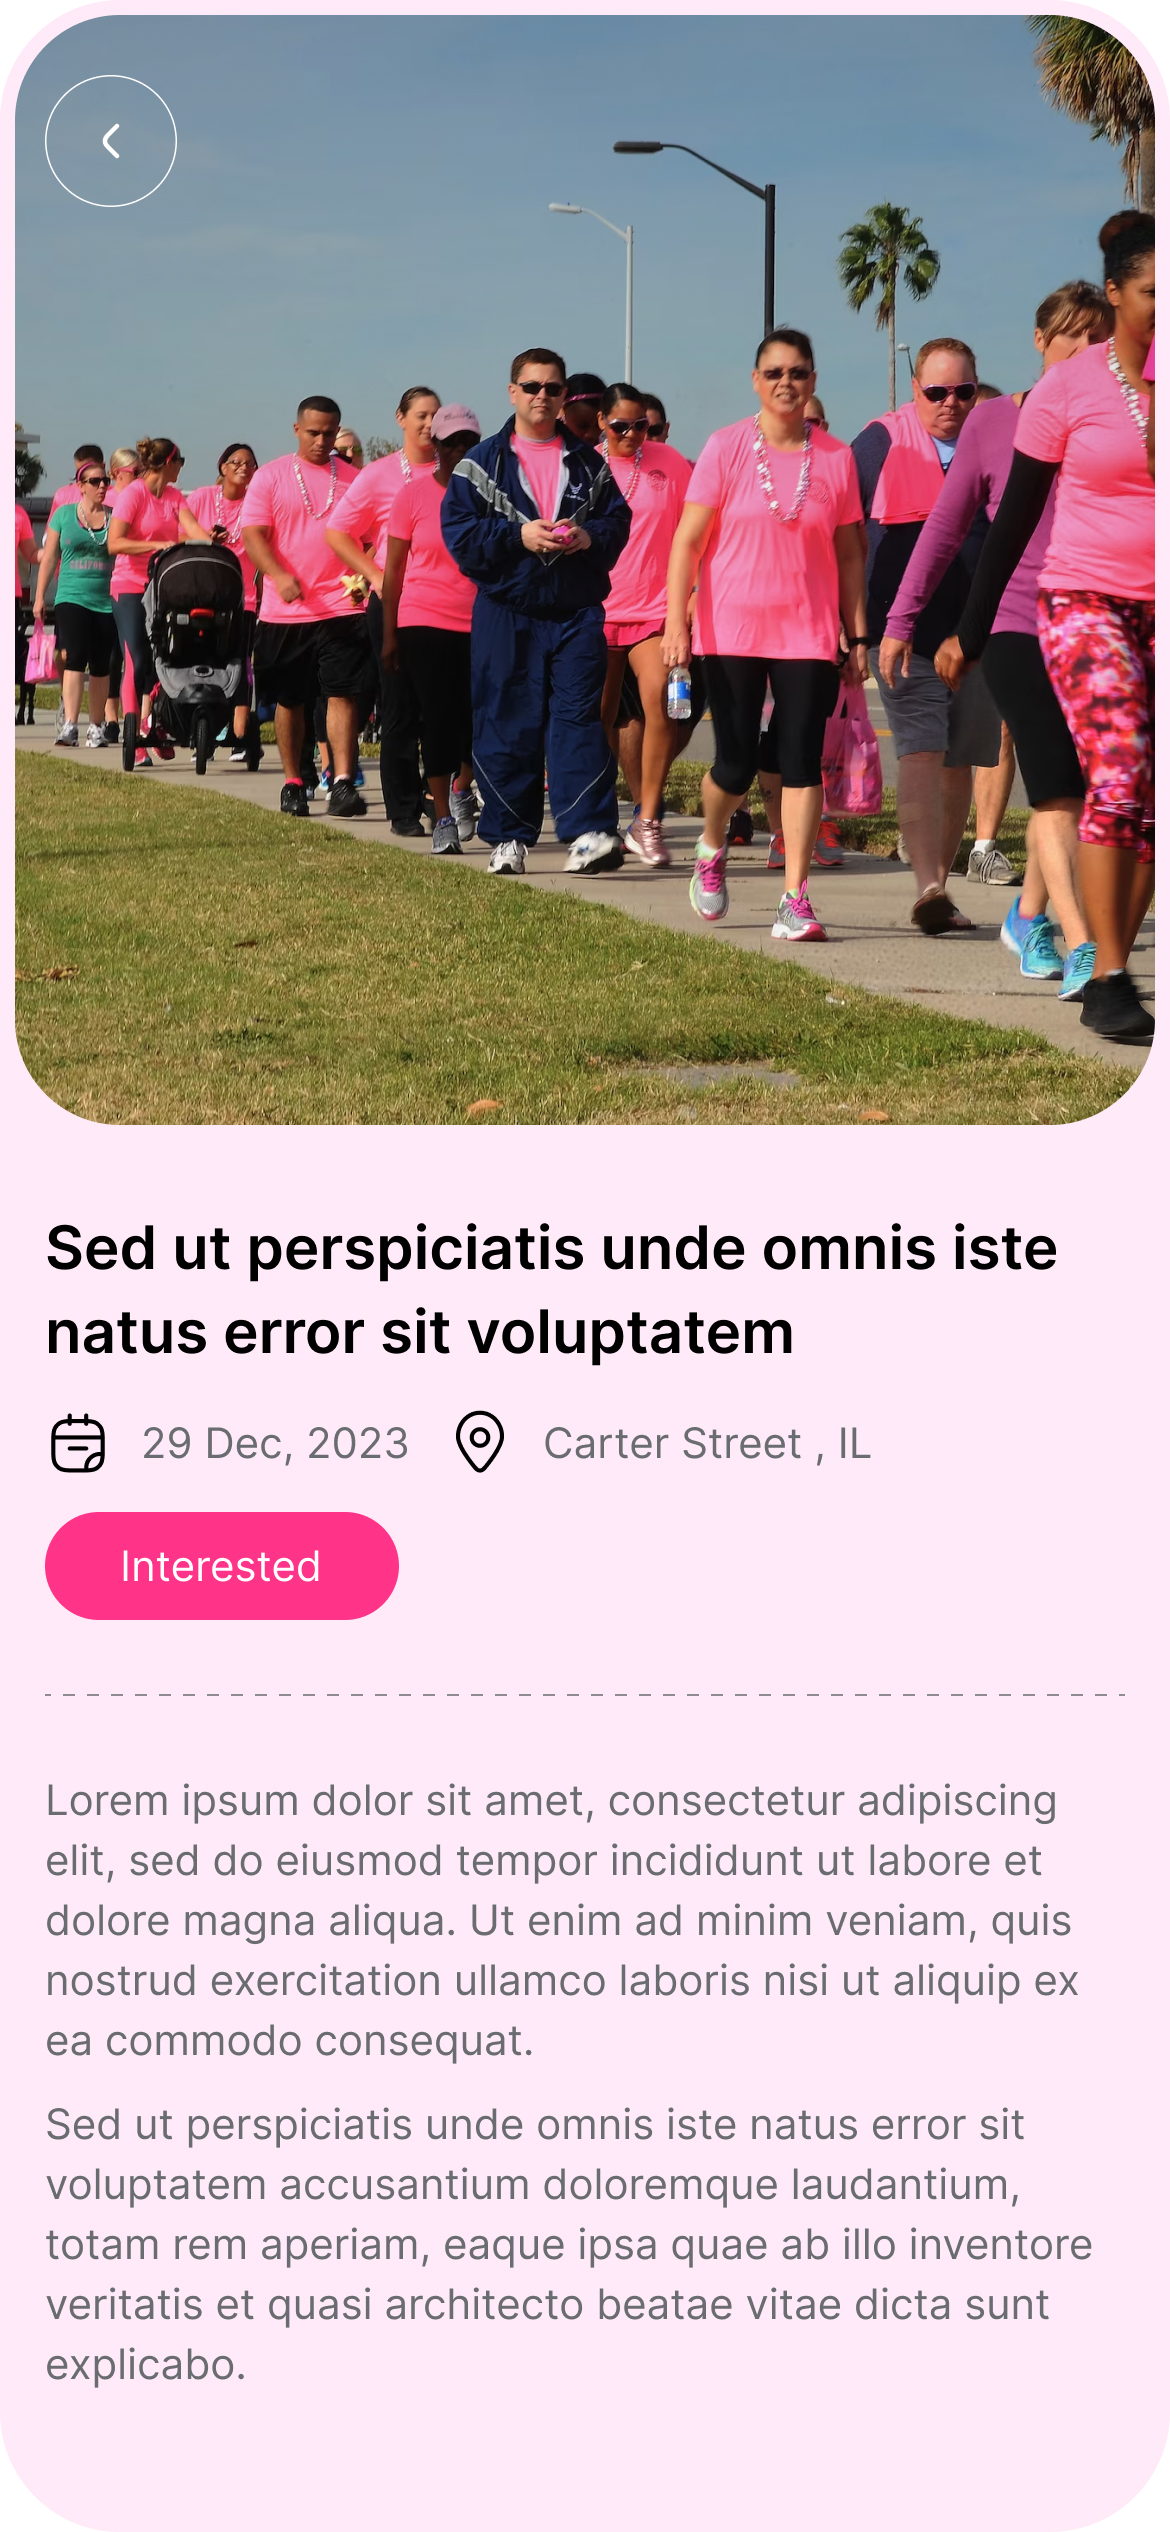 Sed ut perspiciatis unde omnis iste
natus error sit voluptatem
29 Dec, 2023
Carter Street , IL
Interested
Lorem ipsum dolor sit amet, consectetur adipiscing
elit, sed do eiusmod tempor incididunt ut labore et
dolore magna aliqua. Ut enim ad minim veniam, quis
nostrud exercitation ullamco laboris nisi ut aliquip ex
ea commodo consequat.
Sed ut perspiciatis unde omnis iste natus error sit
voluptatem accusantium doloremque laudantium,
totam rem aperiam, eaque ipsa quae ab illo inventore
veritatis et quasi architecto beatae vitae dicta sunt
explicabo.